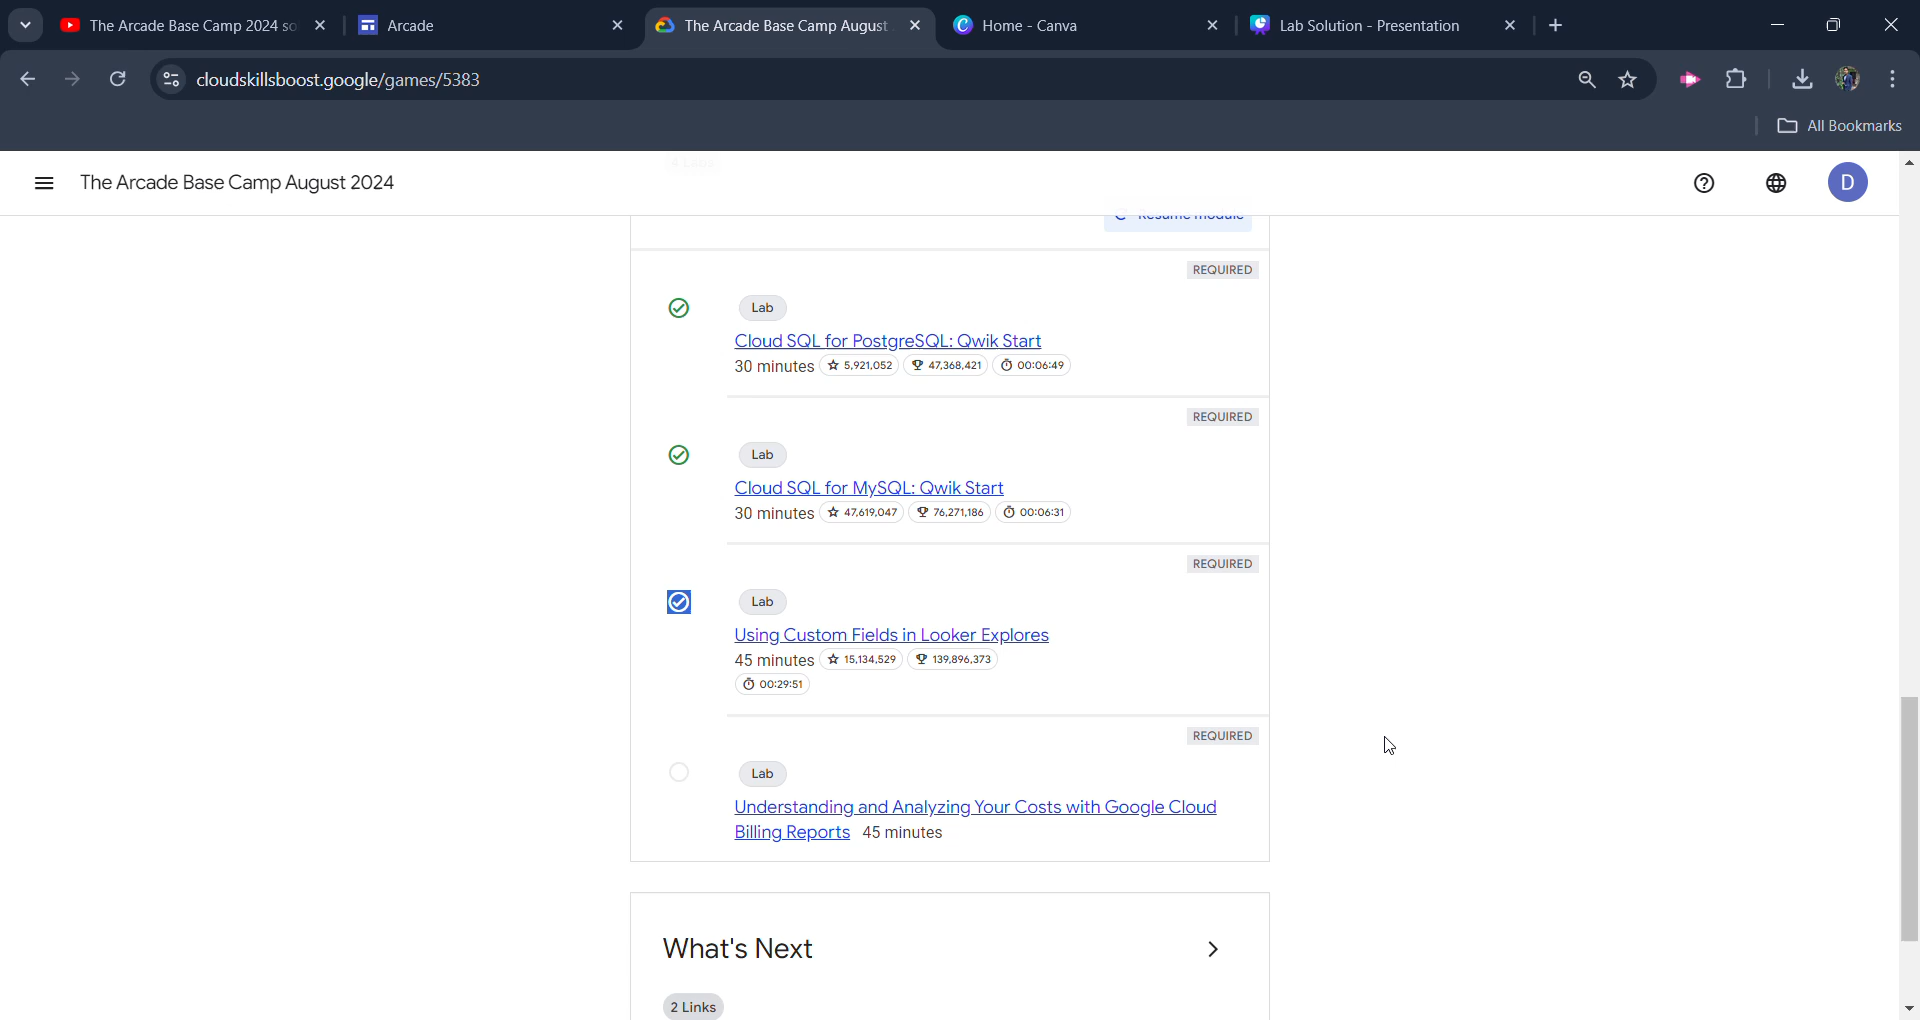 The Arcade Base Camp 2024 so
Arcade
The Arcade Base Camp August
Home - Canva
Lab Solution - Presentation
cloudskillsboost.google/games/5383
All Bookmarks
The Arcade Base Camp August 2024
D
Resume module
REQUIRED
Lab
Cloud SQL for PostgreSQL: Qwik Start
30 minutes 5,921,052 47,368,421 00:06:49
REQUIRED
Lab
Cloud SQL for MySQL: Qwik Start
30 minutes 47,619,047 76,271,186 00:06:31
REQUIRED
Lab
Using Custom Fields in Looker Explores
45 minutes 15,134,529 139,896,373
00:29:51
REQUIRED
Lab
Understanding and Analyzing Your Costs with Google Cloud
Billing Reports 45 minutes
What's Next
2 Links